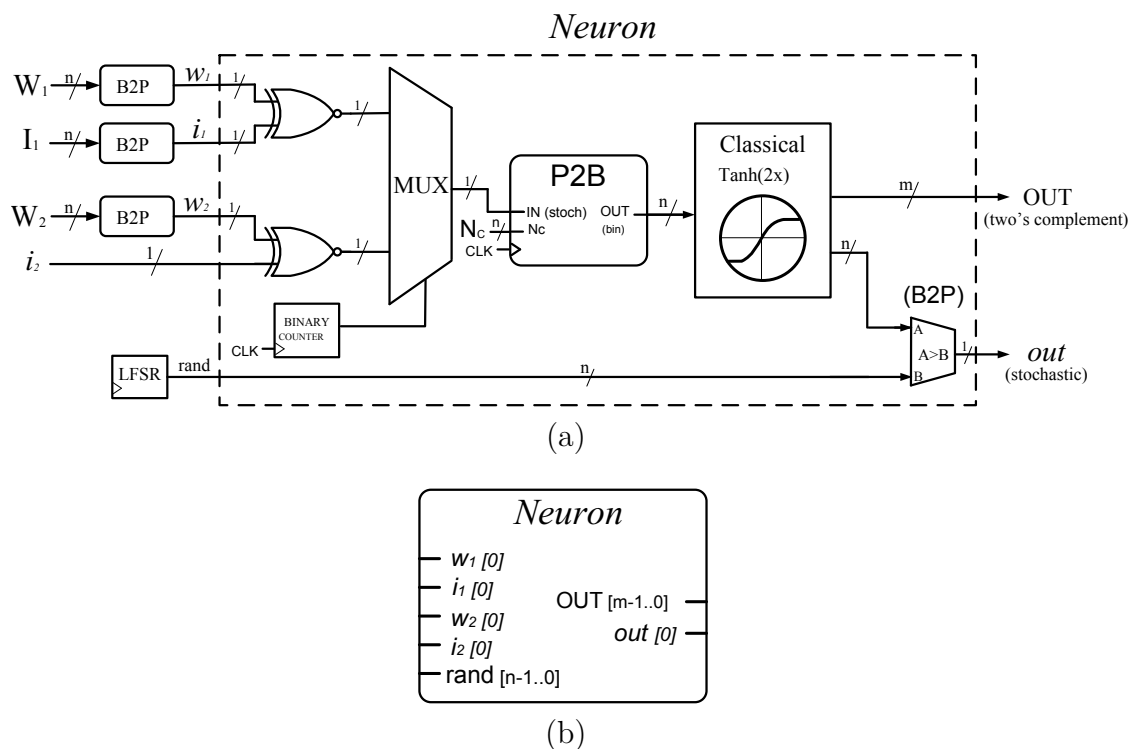 Neuron
W1 n B2P w1 1
I1 n B2P i1 1
1
W2 n B2P w2 1
i2 1
1
MUX
1
P2B
IN (stoch) OUT
(bin)
Nc n Nc
CLK
n
Classical
Tanh(2x)
m
OUT
(two's complement)
n
(B2P)
A
A>B
B
1
out
(stochastic)
BINARY
COUNTER
CLK
LFSR rand n
(a)
Neuron
w1 [0]
i1 [0]
w2 [0]
i2 [0]
rand [n-1..0]
OUT [m-1..0]
out [0]
(b)